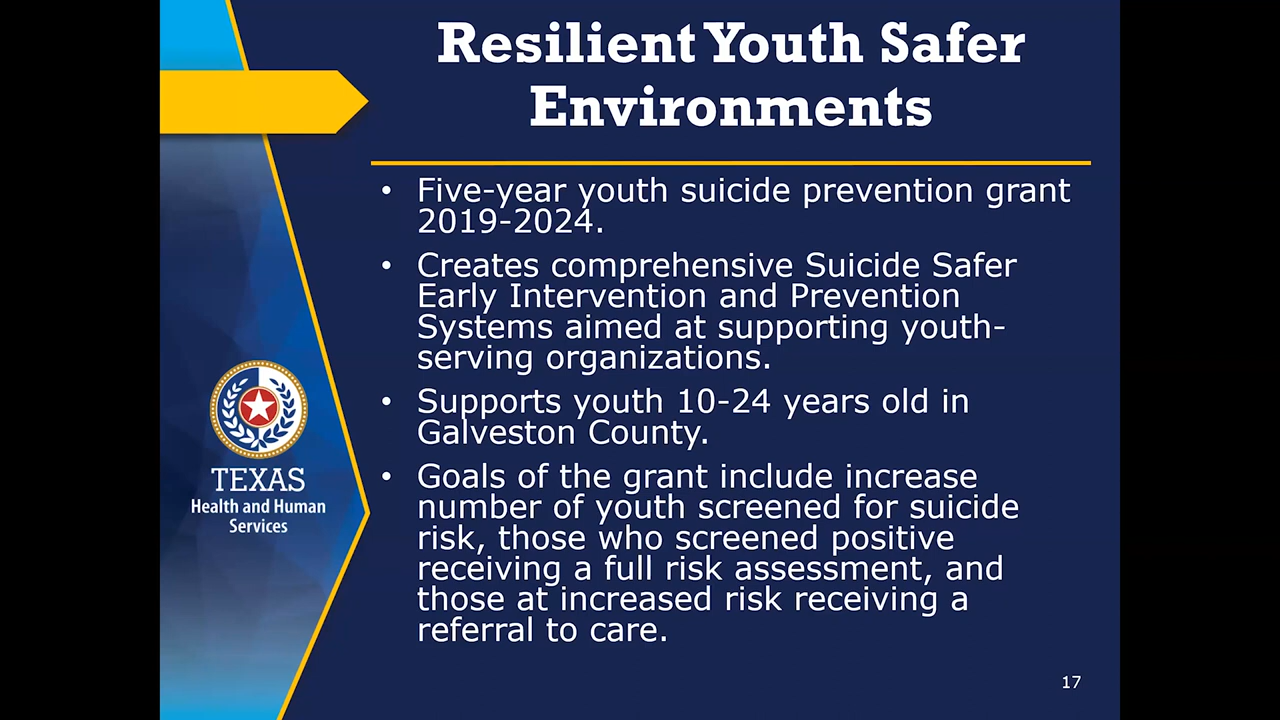 Resilient Youth Safer
Environments
• Five-year youth suicide prevention grant
2019-2024.
• Creates comprehensive Suicide Safer
Early Intervention and Prevention
Systems aimed at supporting youth-
serving organizations.
• Supports youth 10-24 years old in
Galveston County.
• Goals of the grant include increase
number of youth screened for suicide
risk, those who screened positive
receiving a full risk assessment, and
those at increased risk receiving a
referral to care.
TEXAS
Health and Human
Services
17